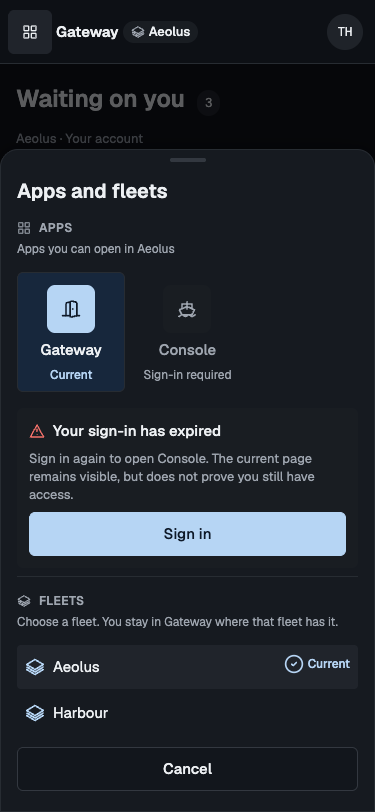 Gateway Aeolus TH
Waiting on you 3
Aeolus · Your account
Apps and fleets
APPS
Apps you can open in Aeolus
Gateway
Current
Console
Sign-in required
Your sign-in has expired
Sign in again to open Console. The current page
remains visible, but does not prove you still have
access.
Sign in
FLEETS
Choose a fleet. You stay in Gateway where that fleet has it.
Aeolus Current
Harbour
Cancel